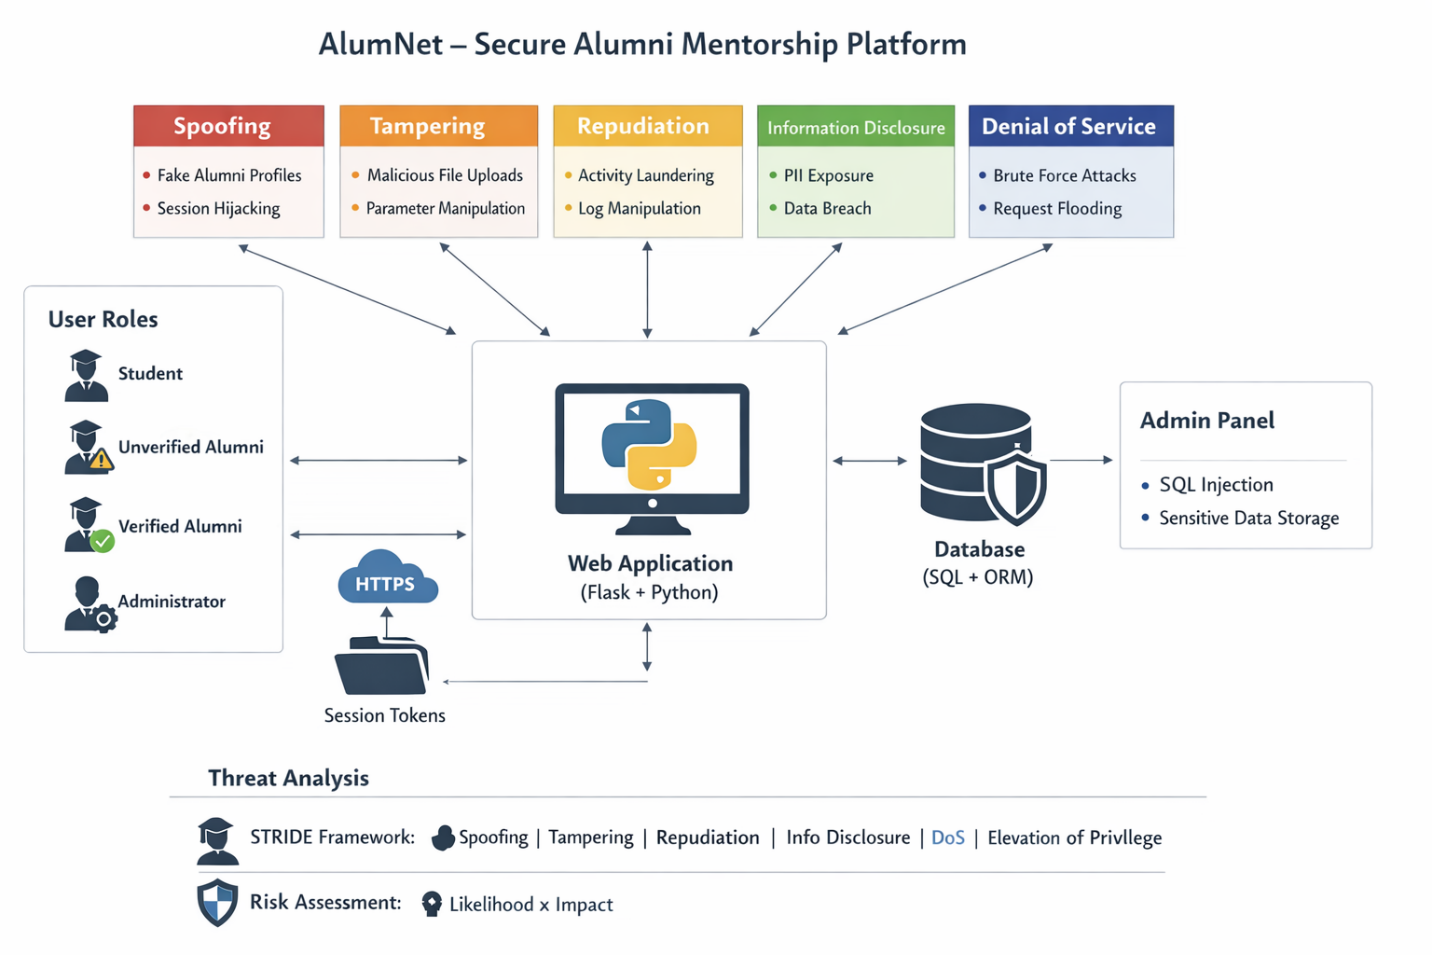 AlumNet – Secure Alumni Mentorship Platform
Spoofing
• Fake Alumni Profiles
• Session Hijacking
Tampering
• Malicious File Uploads
• Parameter Manipulation
Repudiation
• Activity Laundering
• Log Manipulation
Information Disclosure
• PII Exposure
• Data Breach
Denial of Service
• Brute Force Attacks
• Request Flooding
User Roles
Student
Unverified Alumni
Verified Alumni
Administrator
HTTPS
Session Tokens
Web Application
(Flask + Python)
Database
(SQL + ORM)
Admin Panel
• SQL Injection
• Sensitive Data Storage
Threat Analysis
STRIDE Framework: Spoofing | Tampering | Repudiation | Info Disclosure | DoS | Elevation of Privllege
Risk Assessment: Likelihood x Impact